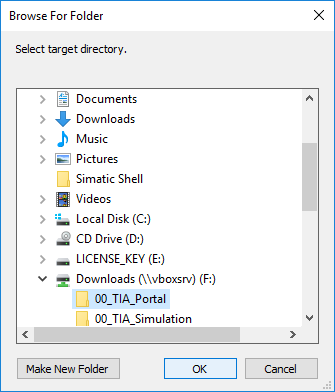 Browse For Folder
Select target directory.
Documents
Downloads
Music
Pictures
Simatic Shell
Videos
Local Disk (C:)
CD Drive (D:)
LICENSE_KEY (E:)
Downloads (\\vboxsrv) (F:)
00_TIA_Portal
00_TIA_Simulation
Make New Folder
OK
Cancel